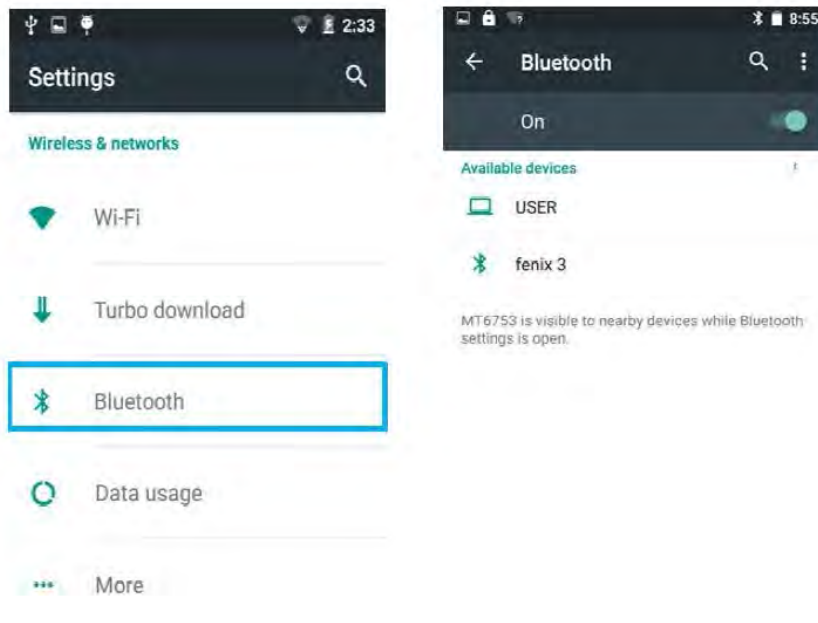 2:33
Settings
Wireless & networks
Wi-Fi
Turbo download
Bluetooth
Data usage
More
8:55
Bluetooth
On
Available devices
USER
fenix 3
MT6753 is visible to nearby devices while Bluetooth
settings is open.